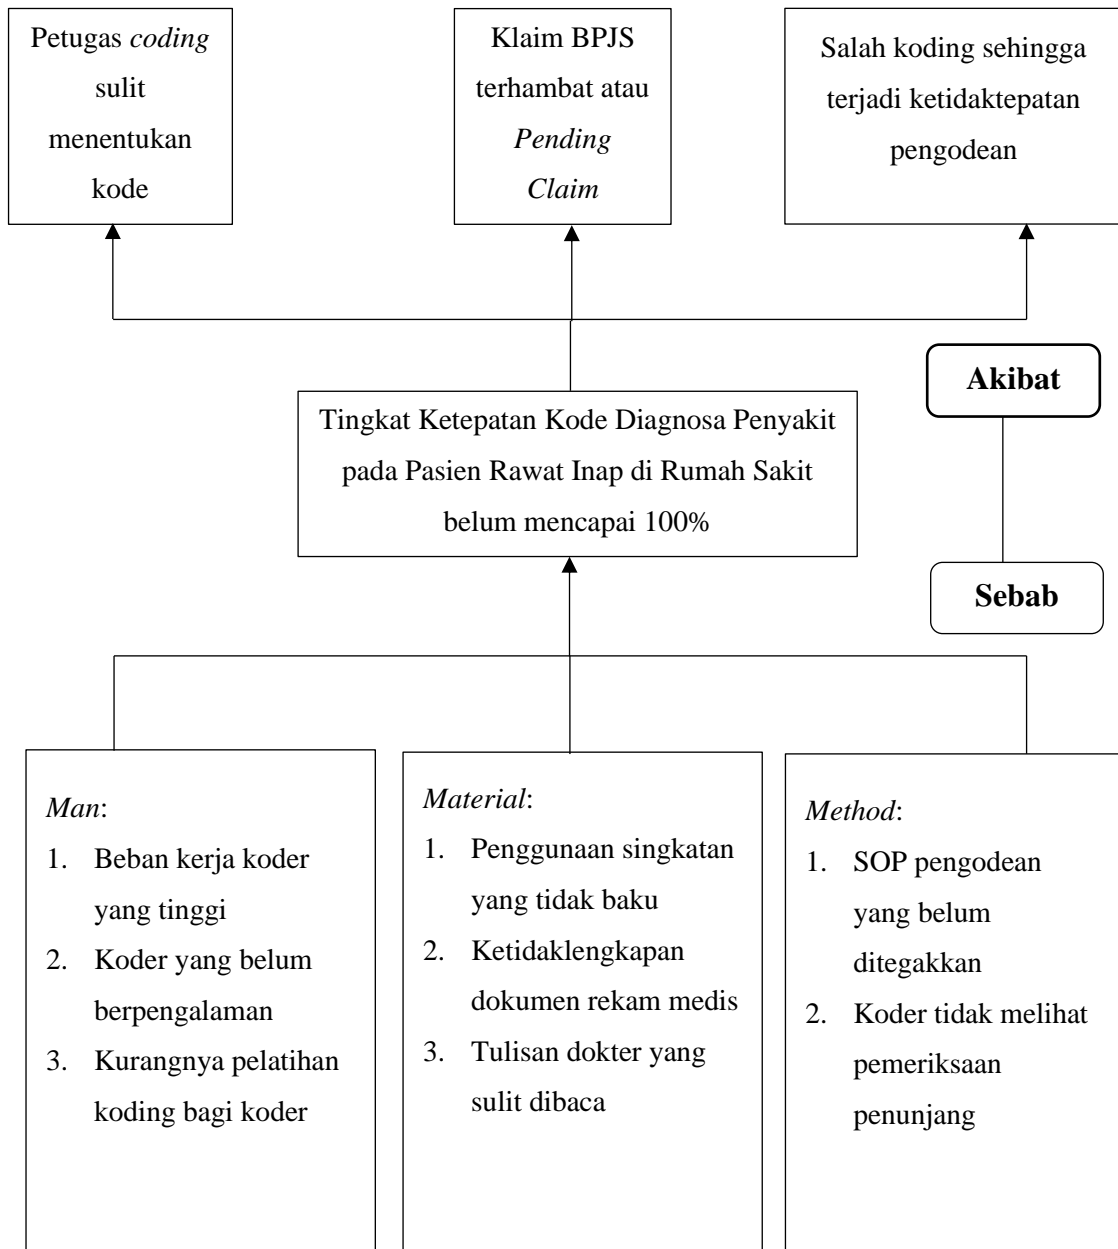 Petugas coding
sulit
menentukan
kode
Klaim BPJS
terhambat atau
Pending
Claim
Salah koding sehingga
terjadi ketidaktepatan
pengodean
Akibat
Tingkat Ketepatan Kode Diagnosa Penyakit
pada Pasien Rawat Inap di Rumah Sakit
belum mencapai 100%
Sebab
Man:
1. Beban kerja koder
yang tinggi
2. Koder yang belum
berpengalaman
3. Kurangnya pelatihan
koding bagi koder
Material:
1. Penggunaan singkatan
yang tidak baku
2. Ketidaklengkapan
dokumen rekam medis
3. Tulisan dokter yang
sulit dibaca
Method:
1. SOP pengodean
yang belum
ditegakkan
2. Koder tidak melihat
pemeriksaan
penunjang